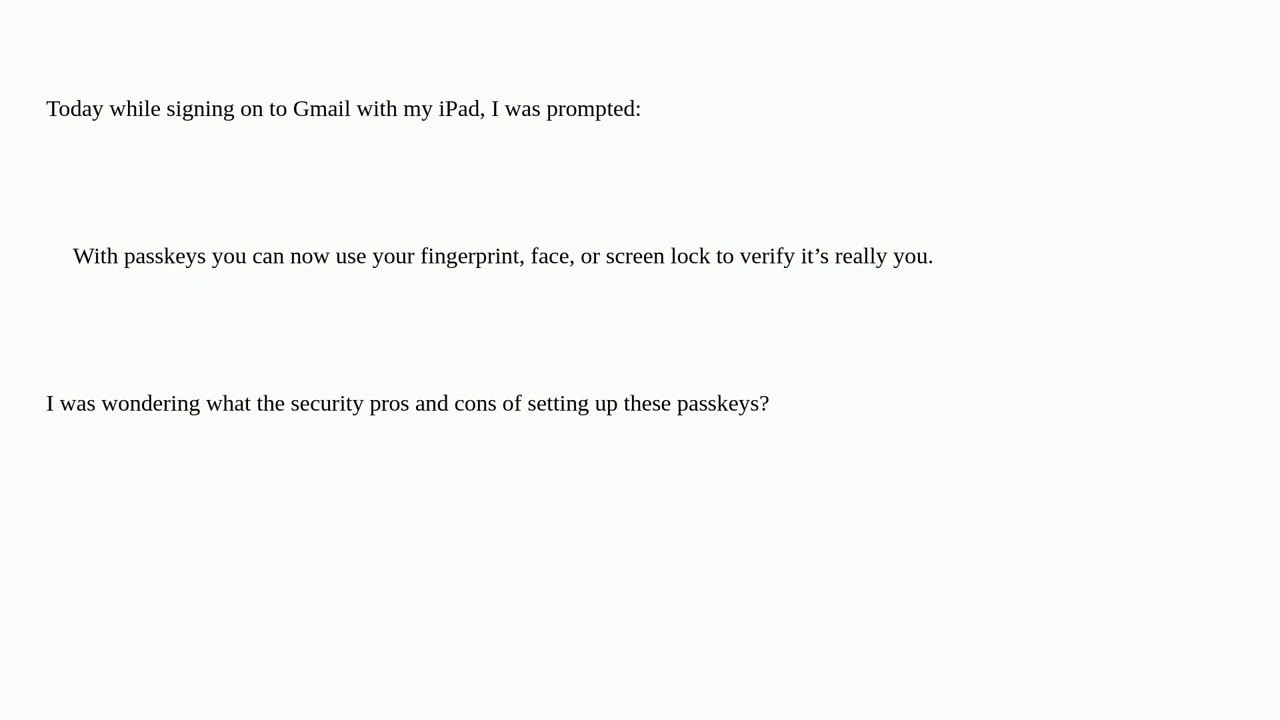 Today while signing on to Gmail with my iPad, I was prompted:
With passkeys you can now use your fingerprint, face, or screen lock to verify it’s really you.
I was wondering what the security pros and cons of setting up these passkeys?